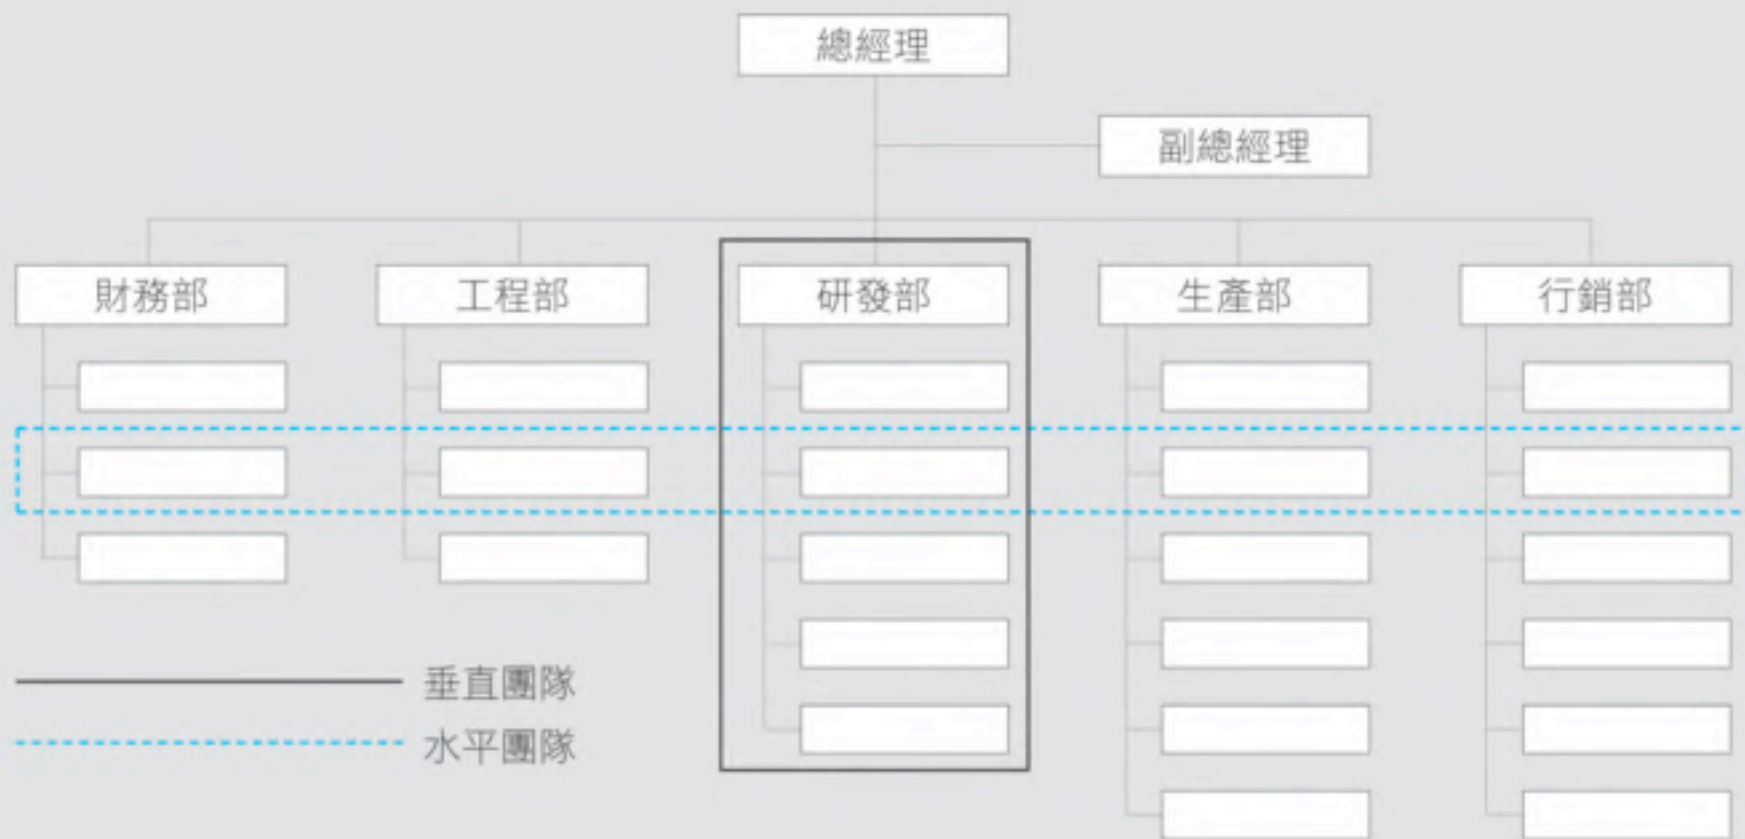 總經理
副總經理
財務部
工程部
研發部
生產部
行銷部
垂直團隊
水平團隊